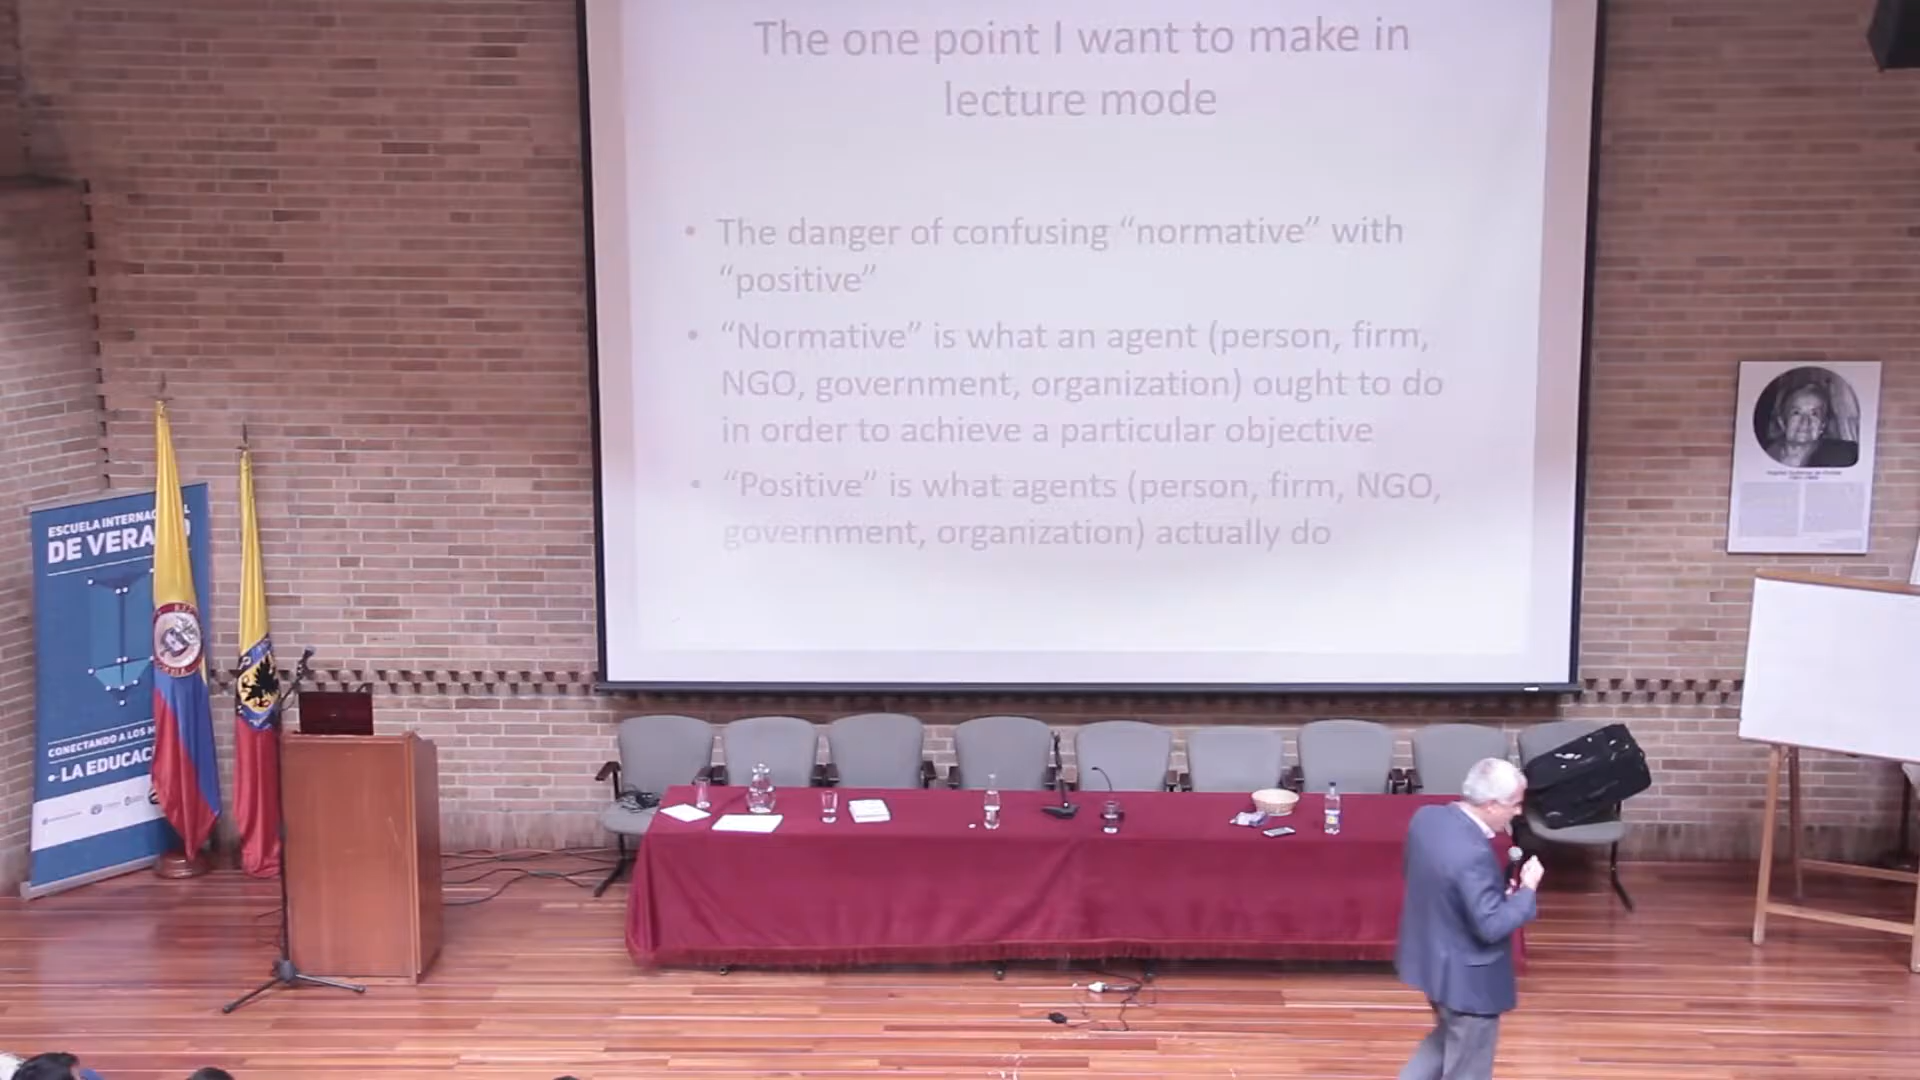 The one point I want to make in
lecture mode
• The danger of confusing “normative” with
“positive”
• “Normative” is what an agent (person, firm,
NGO, government, organization) ought to do
in order to achieve a particular objective
• “Positive” is what agents (person, firm, NGO,
government, organization) actually do
ESCUELA INTERNAC
DE VERA
CONECTANDO A LOS M
LA EDUCAC